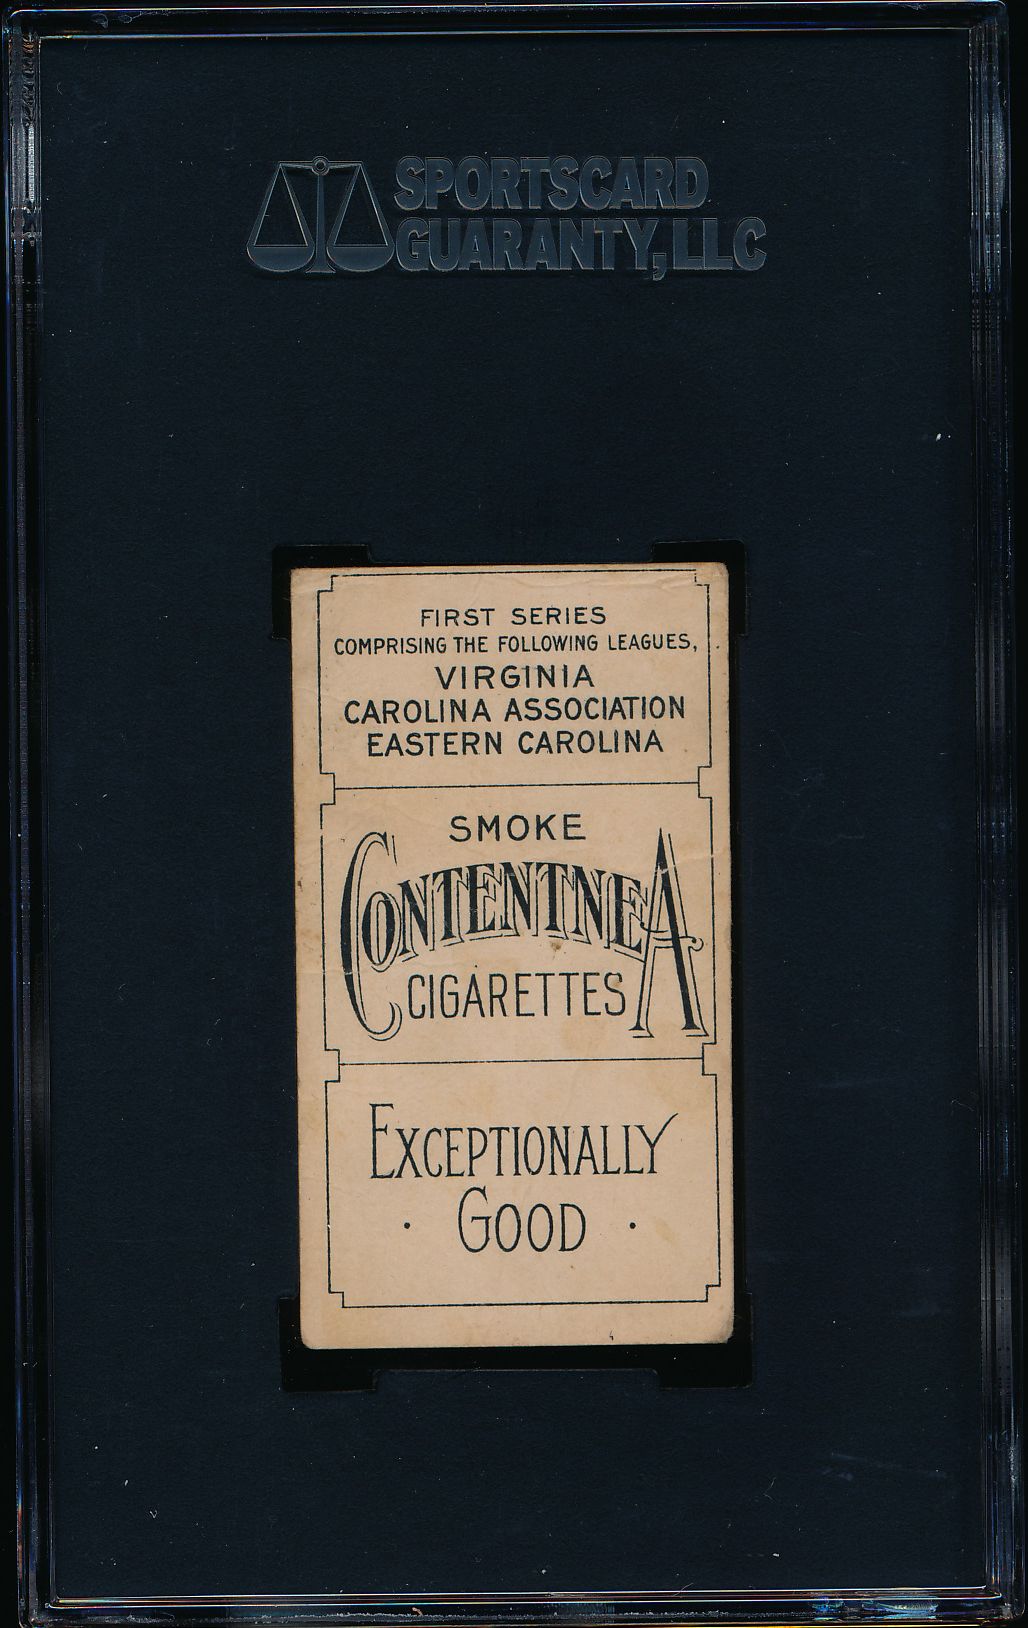 SPORTSCARD
GUARANTY, LLC
FIRST SERIES
COMPRISING THE FOLLOWING LEAGUES,
VIRGINIA
CAROLINA ASSOCIATION
EASTERN CAROLINA
SMOKE
CONTENTNEA
CIGARETTES
EXCEPTIONALLY
· GOOD ·